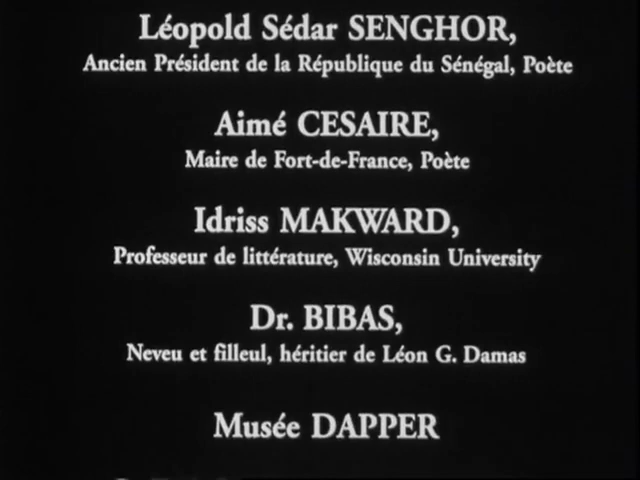 Léopold Sédar SENGHOR,
Ancien Président de la République du Sénégal, Poète
Aimé CESAIRE,
Maire de Fort-de-France, Poète
Idriss MAKWARD,
Professeur de littérature, Wisconsin University
Dr. BIBAS,
Neveu et filleul, héritier de Léon G. Damas
Musée DAPPER